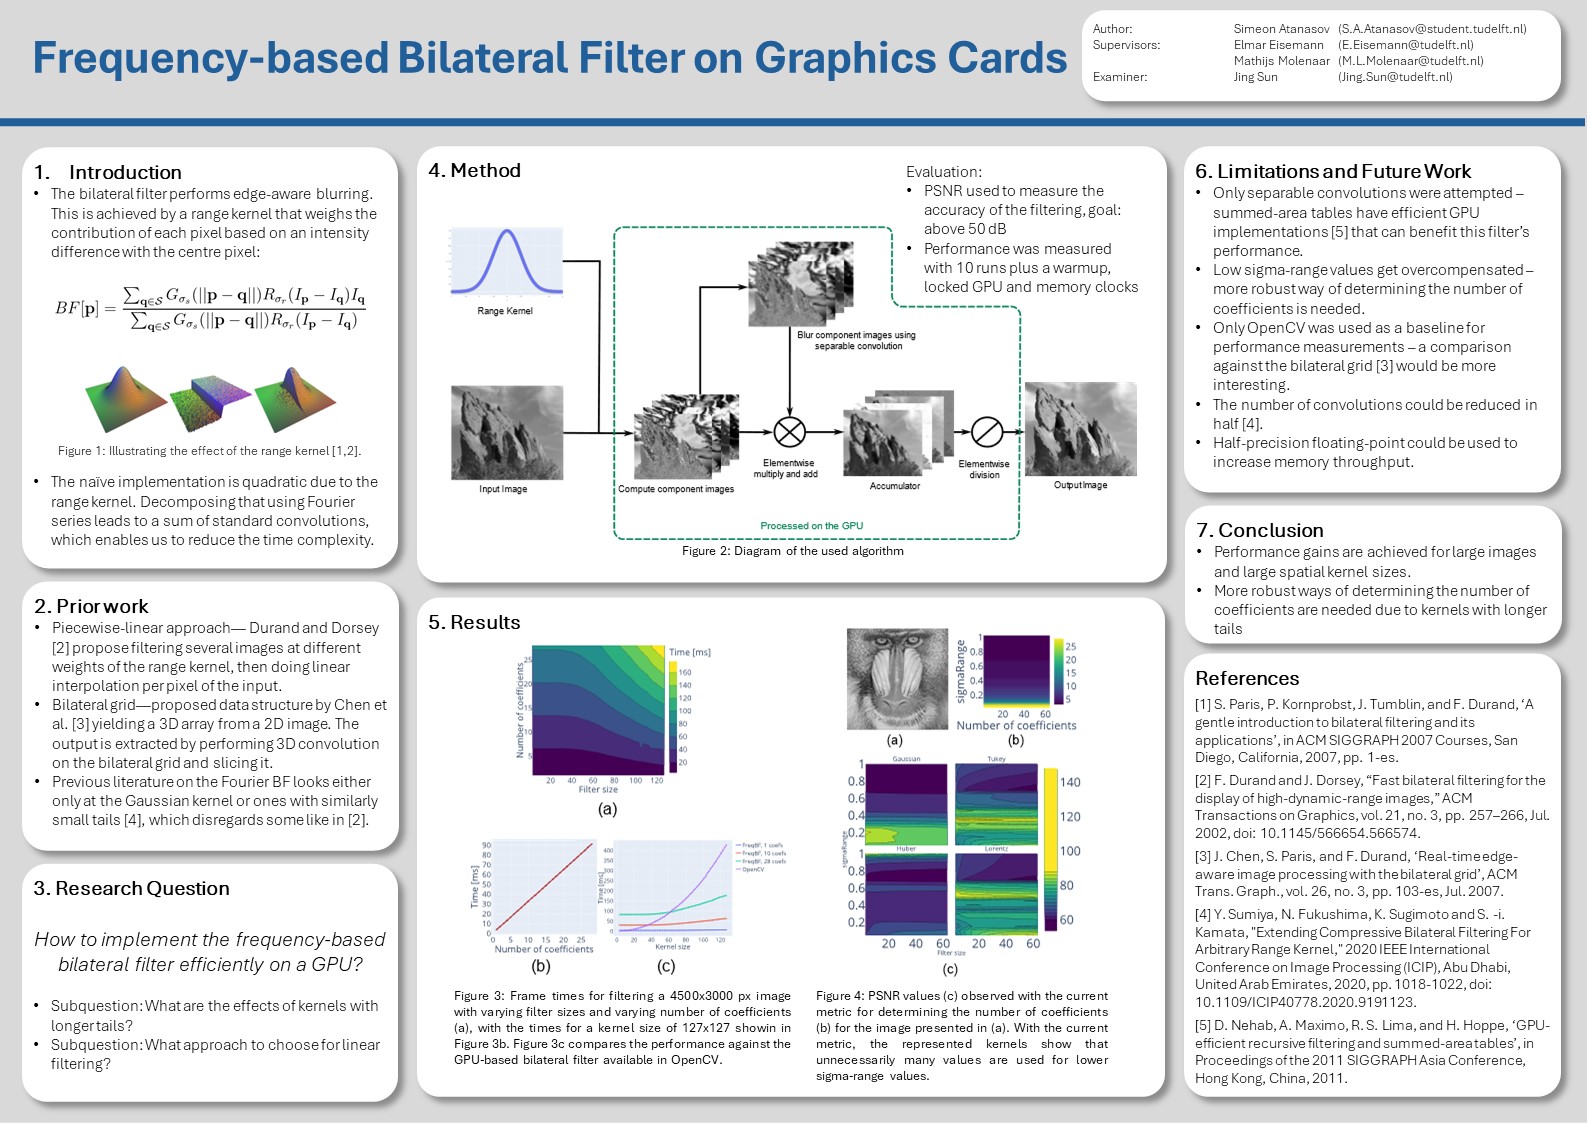 Frequency-based Bilateral Filter on Graphics Cards
Author: Simeon Atanasov (S.A.Atanasov@student.tudelft.nl)
Supervisors: Elmar Eisemann (E.Eisemann@tudelft.nl)
Mathijs Molenaar (M.L.Molenaar@tudelft.nl)
Examiner: Jing Sun (Jing.Sun@tudelft.nl)
1. Introduction
• The bilateral filter performs edge-aware blurring.
This is achieved by a range kernel that weighs the
contribution of each pixel based on an intensity
difference with the centre pixel:
BF[p] = ∑q∈S Gσs(||p − q||)Rσr(Ip − Iq)Iq
∑q∈S Gσs(||p − q||)Rσr(Ip − Iq)
Figure 1: Illustrating the effect of the range kernel [1,2].
• The naïve implementation is quadratic due to the
range kernel. Decomposing that using Fourier
series leads to a sum of standard convolutions,
which enables us to reduce the time complexity.
2. Prior work
• Piecewise-linear approach— Durand and Dorsey
[2] propose filtering several images at different
weights of the range kernel, then doing linear
interpolation per pixel of the input.
• Bilateral grid—proposed data structure by Chen et
al. [3] yielding a 3D array from a 2D image. The
output is extracted by performing 3D convolution
on the bilateral grid and slicing it.
• Previous literature on the Fourier BF looks either
only at the Gaussian kernel or ones with similarly
small tails [4], which disregards some like in [2].
3. Research Question
How to implement the frequency-based
bilateral filter efficiently on a GPU?
• Subquestion: What are the effects of kernels with
longer tails?
• Subquestion: What approach to choose for linear
filtering?
4. Method
Evaluation:
• PSNR used to measure the
accuracy of the filtering, goal:
above 50 dB
• Performance was measured
with 10 runs plus a warmup,
locked GPU and memory clocks
Range Kernel
Blur component images using
separable convolution
Input Image
Compute component images
Elementwise
multiply and add
Accumulator
Elementwise
division
Output Image
Processed on the GPU
Figure 2: Diagram of the used algorithm
5. Results
Time [ms]
Number of coefficients
25
20
15
10
5
160
140
120
100
80
60
40
20
20 40 60 80 100 120
Filter size
(a)
Time [ms]
90
80
70
60
50
40
30
20
10
0
0 5 10 15 20 25
Number of coefficients
(b)
Time [ms]
400
350
300
250
200
150
100
50
0
0 20 40 60 80 100 120
Kernel size
FreqBF, 1 coefs
FreqBF, 10 coefs
FreqBF, 28 coefs
OpenCV
(c)
Figure 3: Frame times for filtering a 4500x3000 px image
with varying filter sizes and varying number of coefficients
(a), with the times for a kernel size of 127x127 showin in
Figure 3b. Figure 3c compares the performance against the
GPU-based bilateral filter available in OpenCV.
(a)
sigmaRange
1
0.8
0.6
0.4
0.2
20 40 60
Number of coefficients
25
20
15
10
5
(b)
Gaussian Tukey
1
0.8
0.6
0.4
0.2
Huber Lorentz
sigmaRange
1
0.8
0.6
0.4
0.2
20 40 60 20 40 60
Filter size
140
120
100
80
60
(c)
Figure 4: PSNR values (c) observed with the current
metric for determining the number of coefficients
(b) for the image presented in (a). With the current
metric, the represented kernels show that
unnecessarily many values are used for lower
sigma-range values.
6. Limitations and Future Work
• Only separable convolutions were attempted –
summed-area tables have efficient GPU
implementations [5] that can benefit this filter's
performance.
• Low sigma-range values get overcompensated –
more robust way of determining the number of
coefficients is needed.
• Only OpenCV was used as a baseline for
performance measurements – a comparison
against the bilateral grid [3] would be more
interesting.
• The number of convolutions could be reduced in
half [4].
• Half-precision floating-point could be used to
increase memory throughput.
7. Conclusion
• Performance gains are achieved for large images
and large spatial kernel sizes.
• More robust ways of determining the number of
coefficients are needed due to kernels with longer
tails
References
[1] S. Paris, P. Kornprobst, J. Tumblin, and F. Durand, ‘A
gentle introduction to bilateral filtering and its
applications’, in ACM SIGGRAPH 2007 Courses, San
Diego, California, 2007, pp. 1-es.
[2] F. Durand and J. Dorsey, “Fast bilateral filtering for the
display of high-dynamic-range images,” ACM
Transactions on Graphics, vol. 21, no. 3, pp. 257–266, Jul.
2002, doi: 10.1145/566654.566574.
[3] J. Chen, S. Paris, and F. Durand, ‘Real-time edge-
aware image processing with the bilateral grid’, ACM
Trans. Graph., vol. 26, no. 3, pp. 103-es, Jul. 2007.
[4] Y. Sumiya, N. Fukushima, K. Sugimoto and S. -i.
Kamata, "Extending Compressive Bilateral Filtering For
Arbitrary Range Kernel," 2020 IEEE International
Conference on Image Processing (ICIP), Abu Dhabi,
United Arab Emirates, 2020, pp. 1018-1022, doi:
10.1109/ICIP40778.2020.9191123.
[5] D. Nehab, A. Maximo, R. S. Lima, and H. Hoppe, ‘GPU-
efficient recursive filtering and summed-area tables’, in
Proceedings of the 2011 SIGGRAPH Asia Conference,
Hong Kong, China, 2011.